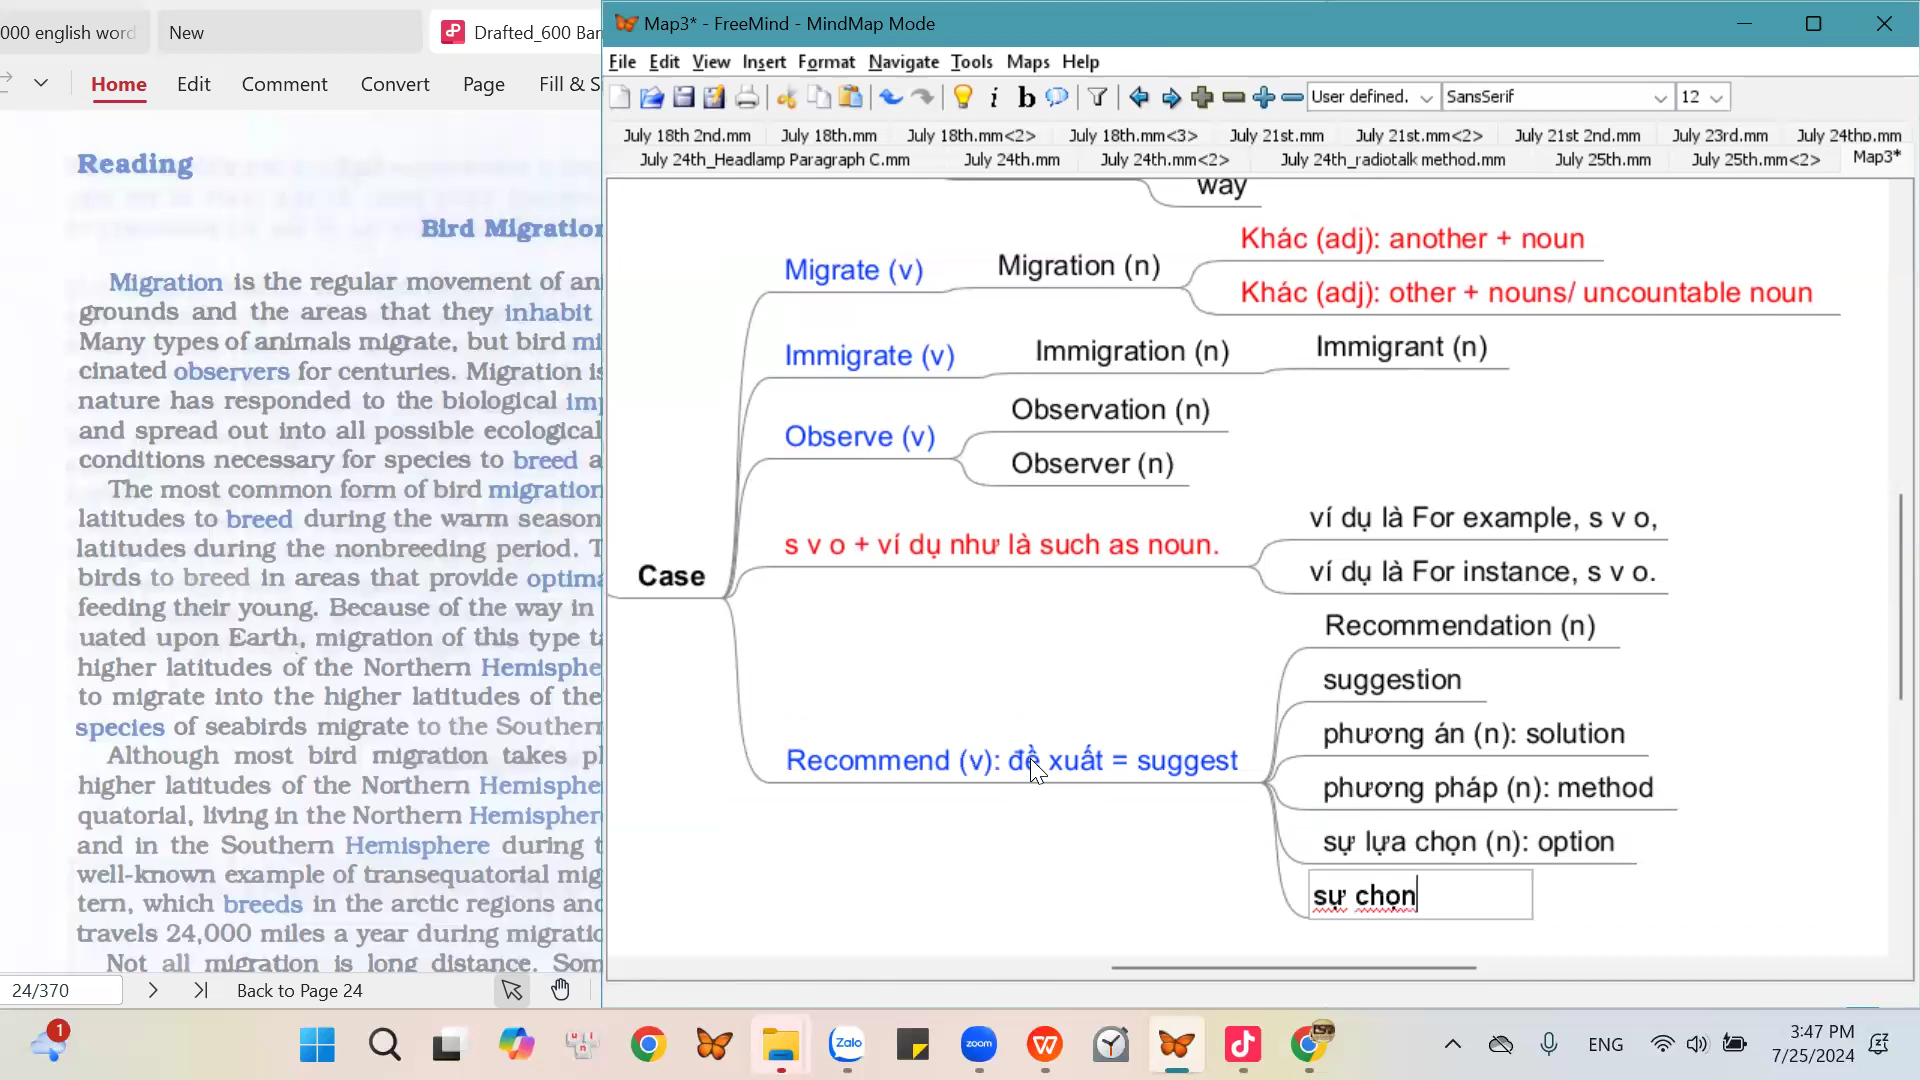 000 english word
New
Drafted_600 Bar
Map3* - FreeMind - MindMap Mode
Home
Edit
Comment
Convert
Page
Fill & S
File Edit View Insert Format Navigate Tools Maps Help
User defined.
SansSerif
12
July 18th 2nd.mm
July 18th.mm
July 18th.mm<2>
July 18th.mm<3>
July 21st.mm
July 21st.mm<2>
July 21st 2nd.mm
July 23rd.mm
July 24thp.mm
July 24th_Headlamp Paragraph C.mm
July 24th.mm
July 24th.mm<2>
July 24th_radiotalk method.mm
July 25th.mm
July 25th.mm<2>
Map3*
Reading
Bird Migration
Migration is the regular movement of ani
grounds and the areas that they inhabit
Many types of animals migrate, but bird mi
cinated observers for centuries. Migration is
nature has responded to the biological imp
and spread out into all possible ecological
conditions necessary for species to breed a
The most common form of bird migration
latitudes to breed during the warm season
latitudes during the nonbreeding period. T
birds to breed in areas that provide optima
feeding their young. Because of the way in
uated upon Earth, migration of this type ta
higher latitudes of the Northern Hemisphe
to migrate into the higher latitudes of the
species of seabirds migrate to the Southern
Although most bird migration takes pl
higher latitudes of the Northern Hemisphe
quatorial, living in the Northern Hemispher
and in the Southern Hemisphere during t
well-known example of transequatorial mig
tern, which breeds in the arctic regions and
travels 24,000 miles a year during migratio
Not all migration is long distance. Som
way
Khác (adj): another + noun
Migrate (v)
Migration (n)
Khác (adj): other + nouns/ uncountable noun
Immigrate (v)
Immigration (n)
Immigrant (n)
Observation (n)
Observe (v)
Observer (n)
ví dụ là For example, s v o,
s v o + ví dụ như là such as noun.
ví dụ là For instance, s v o.
Case
Recommendation (n)
suggestion
phương án (n): solution
Recommend (v): đề xuất = suggest
phương pháp (n): method
sự lựa chọn (n): option
sự chọn
24/370
Back to Page 24
1
Zalo
zoom
ENG
3:47 PM
7/25/2024